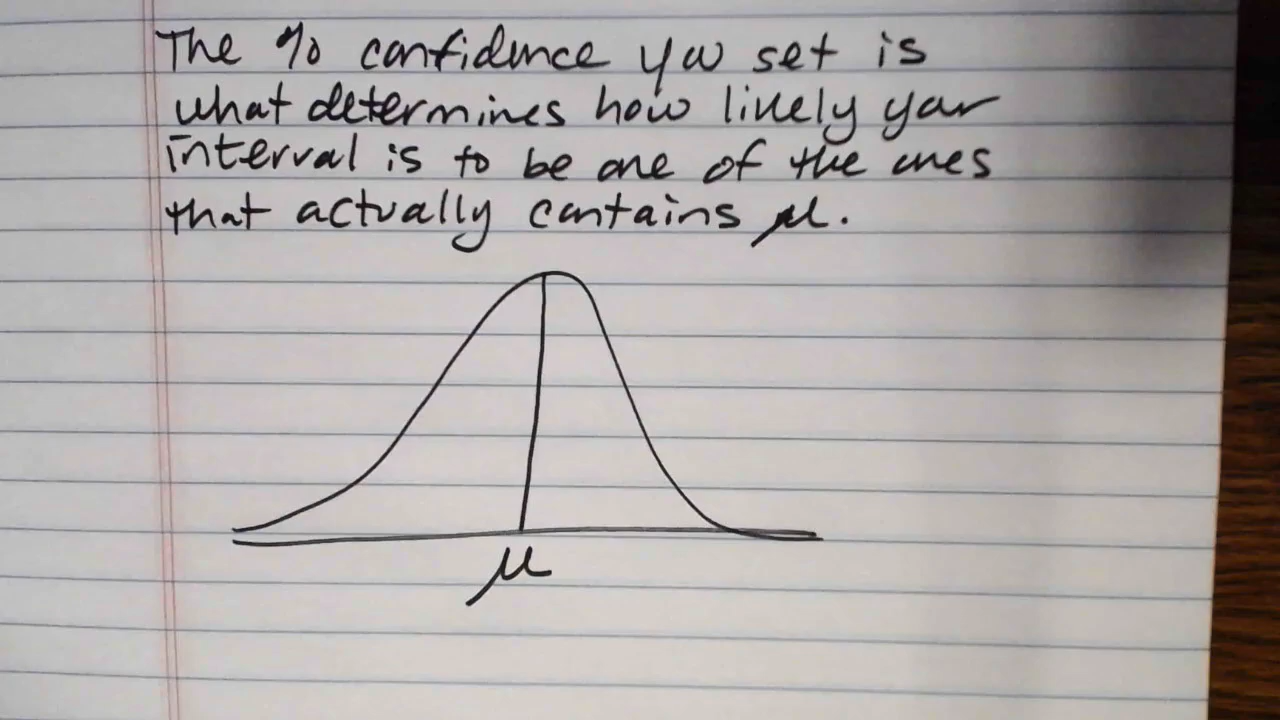 The % confidence you set is
what determines how likely your
interval is to be one of the ones
that actually contains μ.
μ